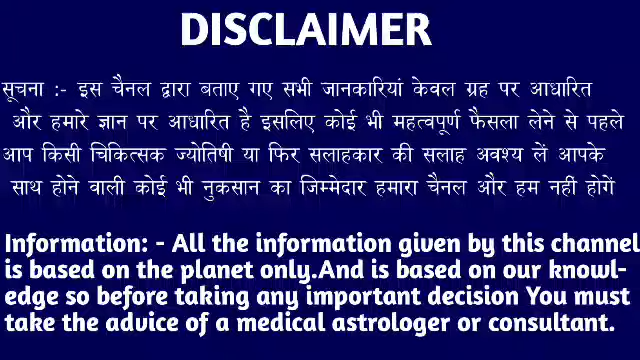 DISCLAIMER
सूचना :- इस चैनल द्वारा बताए गए सभी जानकारियां केवल ग्रह पर आधारित
और हमारे ज्ञान पर आधारित है इसलिए कोई भी महत्वपूर्ण फैसला लेने से पहले
आप किसी चिकित्सक ज्योतिषी या फिर सलाहकार की सलाह अवश्य लें आपके
साथ होने वाली कोई भी नुकसान का जिम्मेदार हमारा चैनल और हम नहीं होगें
Information: - All the information given by this channel
is based on the planet only.And is based on our knowl-
edge so before taking any important decision You must
take the advice of a medical astrologer or consultant.